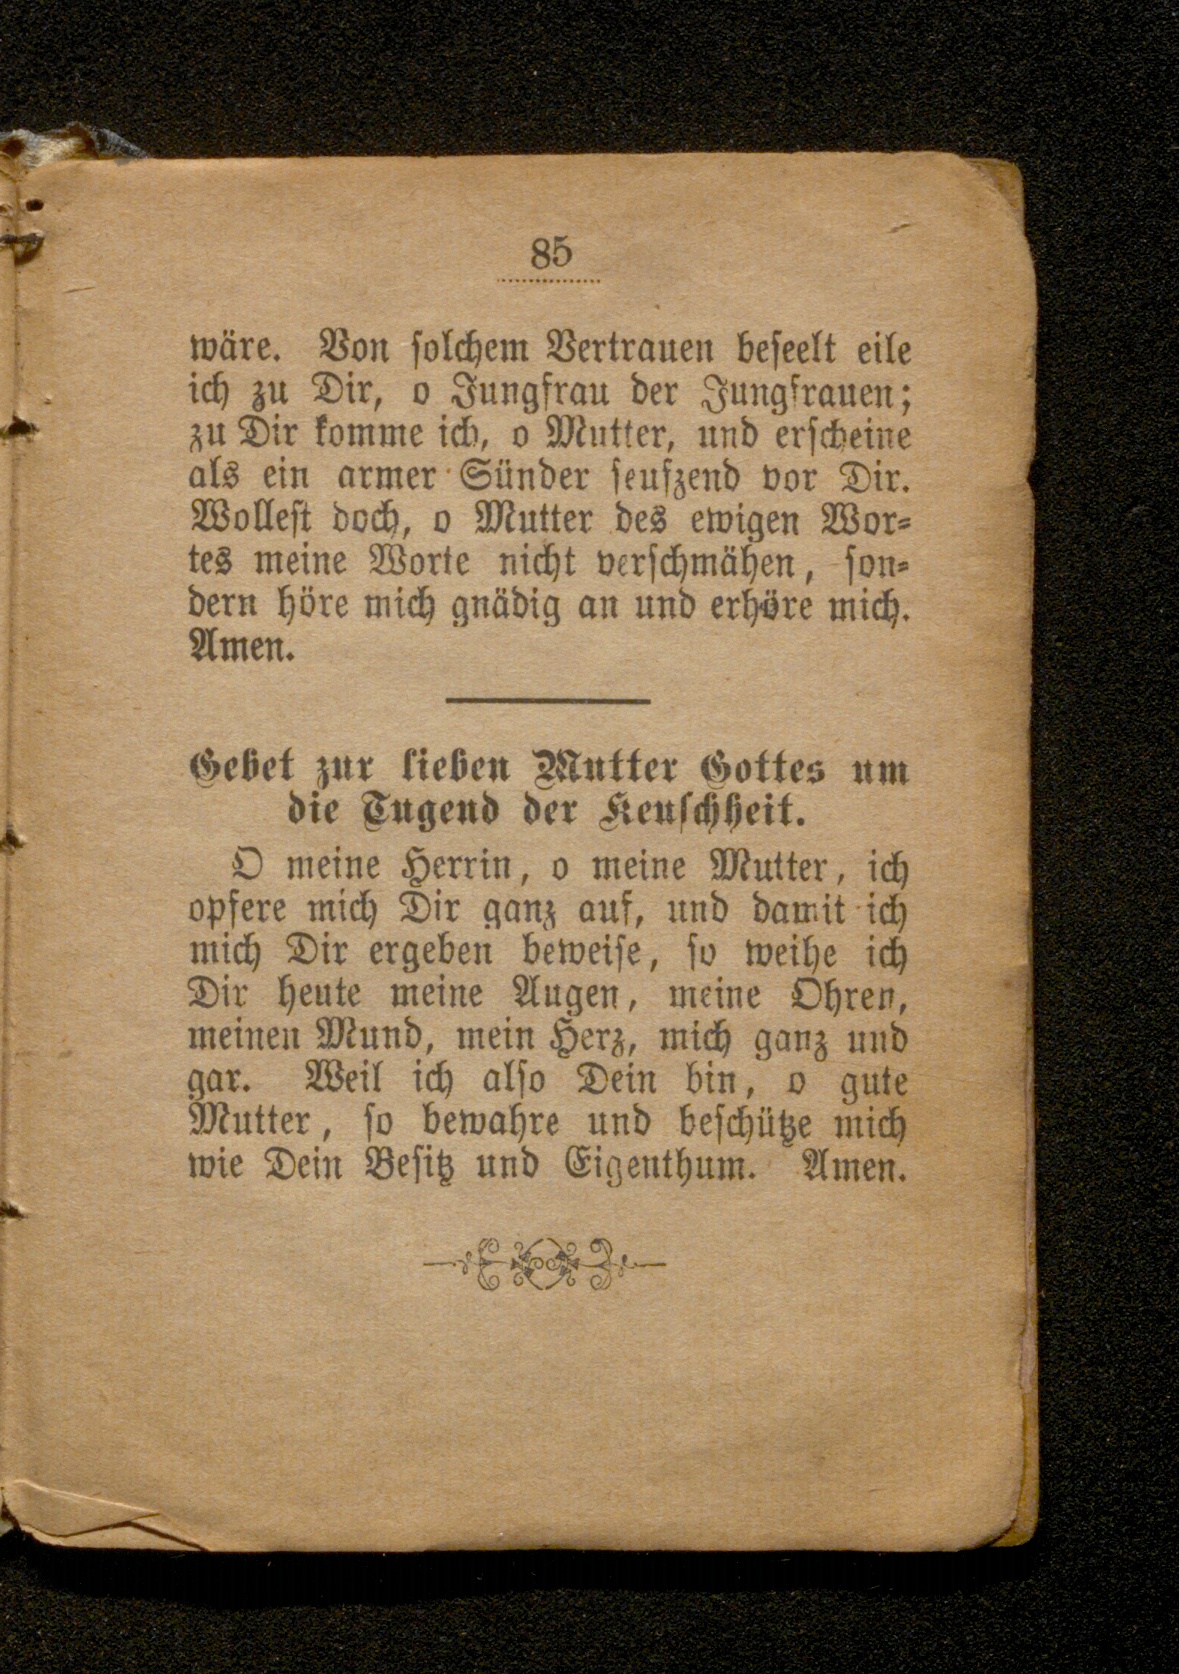 85
wäre. Von solchem Vertrauen beseelt eile
ich zu Dir, o Jungfrau der Jungfrauen;
zu Dir komme ich, o Mutter, und erscheine
als ein armer Sünder seufzend vor Dir.
Wollest doch, o Mutter des ewigen Wor-
tes meine Worte nicht verschmähen, son-
dern höre mich gnädig an und erhöre mich.
Amen.
Gebet zur lieben Mutter Gottes um
die Tugend der Keuschheit.
O meine Herrin, o meine Mutter, ich
opfere mich Dir ganz auf, und damit ich
mich Dir ergeben beweise, so weihe ich
Dir heute meine Augen, meine Ohren,
meinen Mund, mein Herz, mich ganz und
gar. Weil ich also Dein bin, o gute
Mutter, so bewahre und beschütze mich
wie Dein Besitz und Eigenthum. Amen.